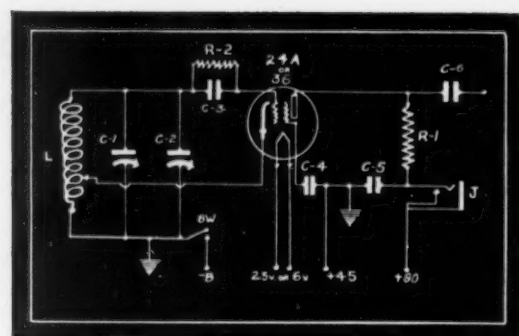 R-2
24A
OR
36
C-6
C-3
L
C-1
C-2
R-1
C-4
C-5
J
SW
-B
2.5v OR 6v
+45
+90